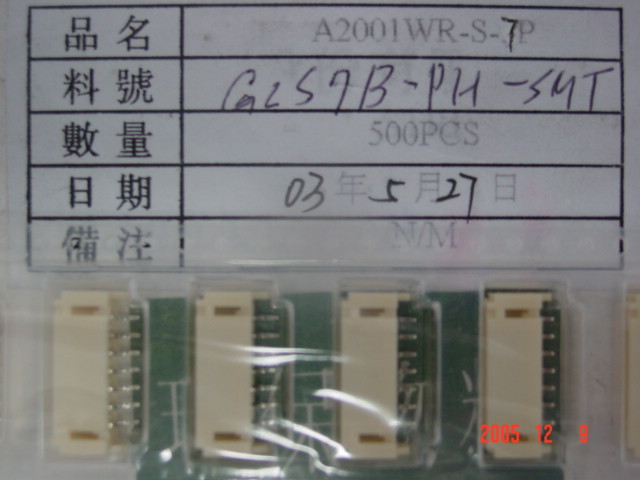 品名 A2001WR-S-7P
料號 G2S7B-PH-SMT
數量 500PCS
日期 03年5月27日
備注 N/M
2005 12 9